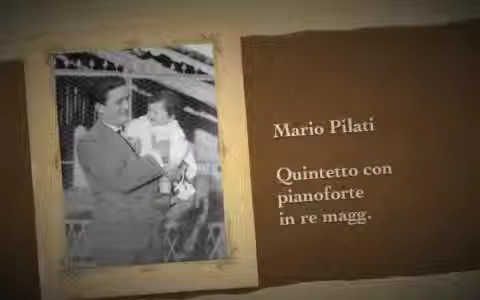 Mario Pilati
Quintetto con
pianoforte
in re magg.